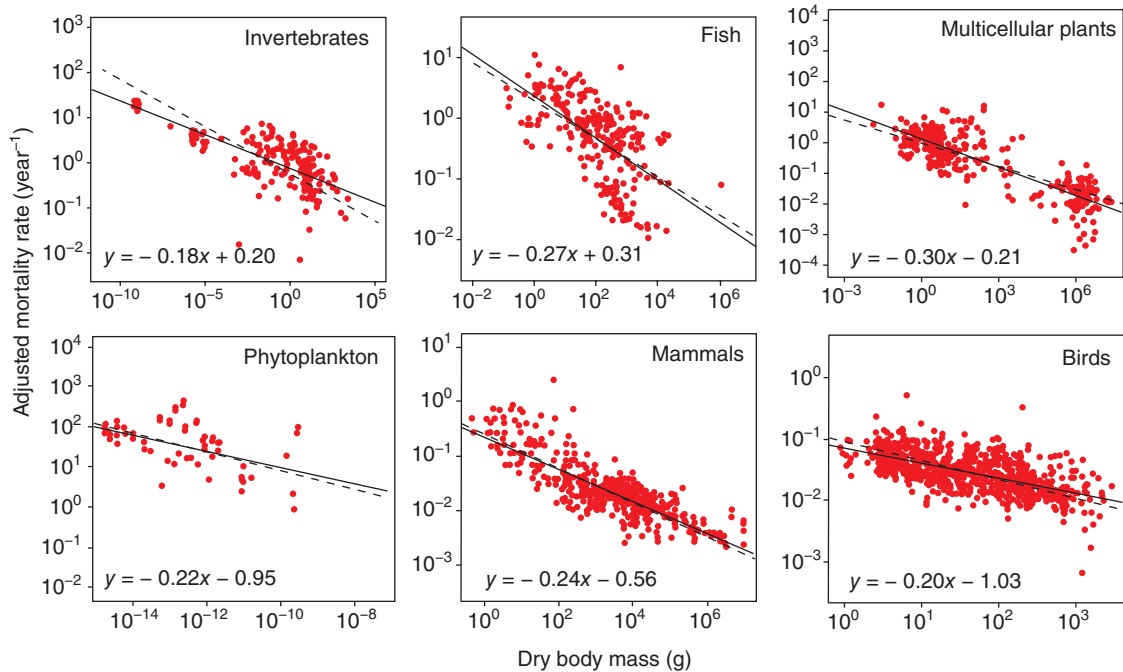 Adjusted mortality rate (year⁻¹)
Invertebrates
10³
10²
10¹
10⁰
10⁻¹
10⁻²
y = − 0.18x + 0.20
10⁻¹⁰ 10⁻⁵ 10⁰ 10⁵
Fish
10¹
10⁰
10⁻¹
10⁻²
y = − 0.27x + 0.31
10⁻² 10⁰ 10² 10⁴ 10⁶
Multicellular plants
10⁴
10³
10²
10¹
10⁰
10⁻¹
10⁻²
10⁻³
10⁻⁴
y = − 0.30x − 0.21
10⁻³ 10⁰ 10³ 10⁶
Phytoplankton
10⁴
10³
10²
10¹
10⁰
10⁻¹
10⁻²
y = − 0.22x − 0.95
10⁻¹⁴ 10⁻¹² 10⁻¹⁰ 10⁻⁸
Mammals
10¹
10⁰
10⁻¹
10⁻²
10⁻³
y = − 0.24x − 0.56
10⁰ 10² 10⁴ 10⁶
Birds
10⁰
10⁻¹
10⁻²
10⁻³
y = − 0.20x − 1.03
10⁰ 10¹ 10² 10³
Dry body mass (g)